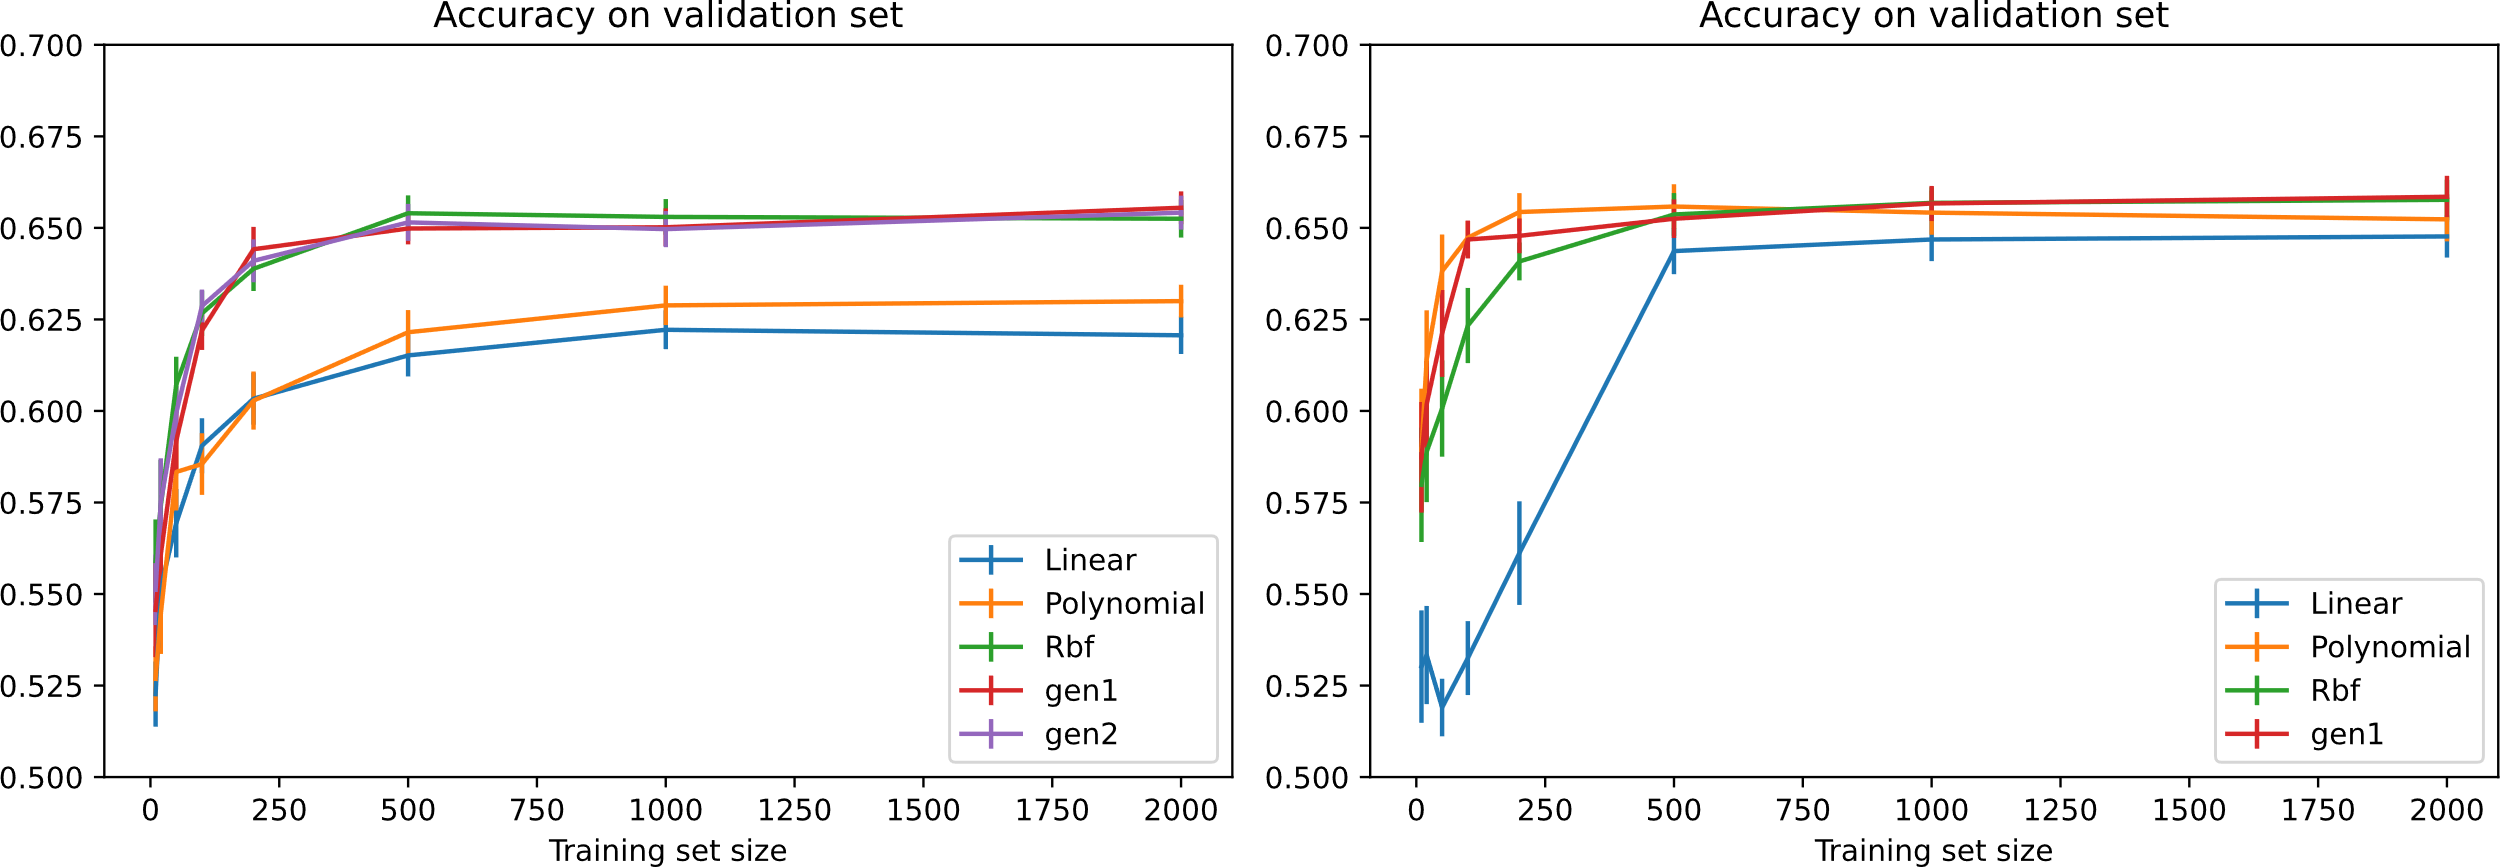 Accuracy on validation set
0.700
0.675
0.650
0.625
0.600
0.575
0.550
0.525
0.500
0 250 500 750 1000 1250 1500 1750 2000
Training set size
Linear
Polynomial
Rbf
gen1
gen2
Accuracy on validation set
0.700
0.675
0.650
0.625
0.600
0.575
0.550
0.525
0.500
0 250 500 750 1000 1250 1500 1750 2000
Training set size
Linear
Polynomial
Rbf
gen1